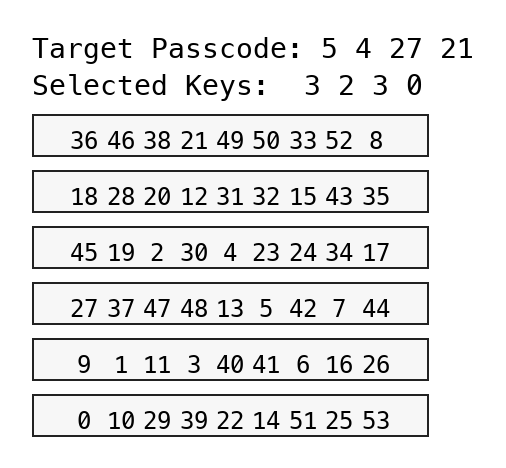 Target Passcode: 5 4 27 21
Selected Keys: 3 2 3 0
36 46 38 21 49 50 33 52 8
18 28 20 12 31 32 15 43 35
45 19 2 30 4 23 24 34 17
27 37 47 48 13 5 42 7 44
9 1 11 3 40 41 6 16 26
0 10 29 39 22 14 51 25 53